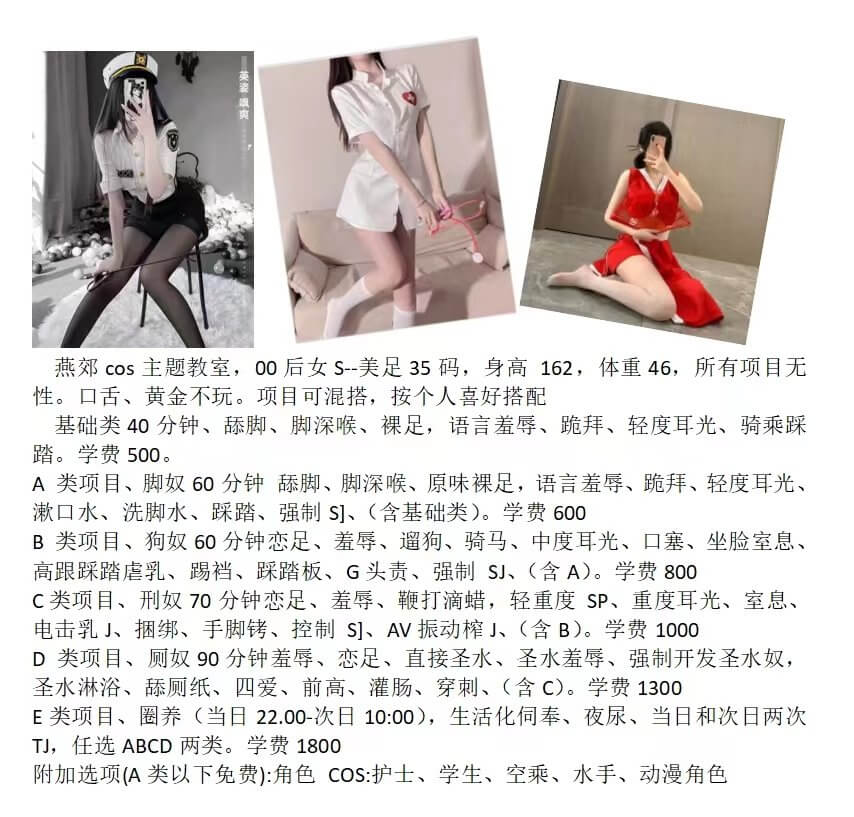 英姿 飒爽
燕郊 cos 主题教室，00 后女 S--美足 35 码，身高 162，体重 46，所有项目无
性。口舌、黄金不玩。项目可混搭，按个人喜好搭配
基础类 40 分钟、舔脚、脚深喉、裸足，语言羞辱、跪拜、轻度耳光、骑乘踩
踏。学费 500。
A 类项目、脚奴 60 分钟 舔脚、脚深喉、原味裸足，语言羞辱、跪拜、轻度耳光、
漱口水、洗脚水、踩踏、强制 S]、（含基础类）。学费 600
B 类项目、狗奴 60 分钟恋足、羞辱、遛狗、骑马、中度耳光、口塞、坐脸室息、
高跟踩踏虐乳、踢裆、踩踏板、G 头责、强制 SJ、（含 A）。学费 800
C 类项目、刑奴 70 分钟恋足、羞辱、鞭打滴蜡，轻重度 SP、重度耳光、窒息、
电击乳 J、捆绑、手脚铐、控制 S]、AV 振动榨 J、（含 B）。学费 1000
D 类项目、厕奴 90 分钟羞辱、恋足、直接圣水、圣水羞辱、强制开发圣水奴，
圣水淋浴、舔厕纸、四爱、前高、灌肠、穿刺、（含 C）。学费 1300
E 类项目、圈养（当日 22.00-次日 10:00），生活化伺奉、夜尿、当日和次日两次
TJ，任选 ABCD 两类。学费 1800
附加选项(A 类以下免费):角色 COS:护士、学生、空乘、水手、动漫角色